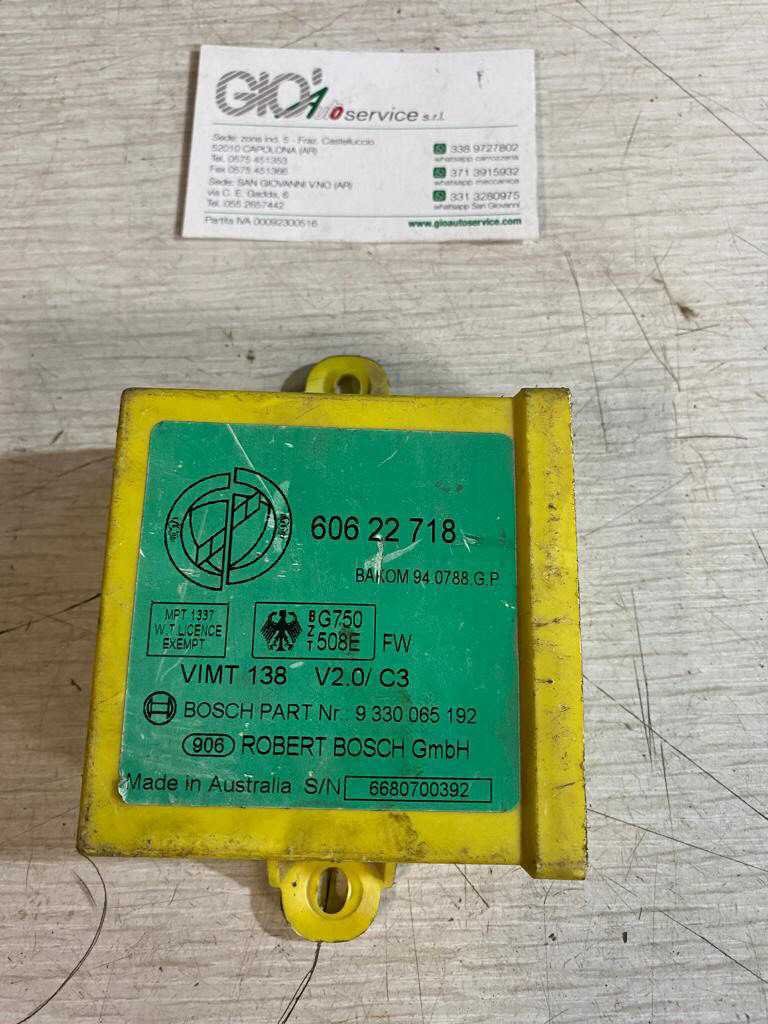 GIO'Autoservice s.r.l.
Sede: zona ind. 5 - Fraz. Castelluccio
52010 CAPOLONA (AR)
Tel. 0575 451353
Fax 0575 451366
Sede: SAN GIOVANNI V.NO (AR)
via C. E. Gadda, 6
Tel. 055 2657442
Partita IVA 00092300516
338 9727802
whatsapp carrozzeria
371 3915932
whatsapp meccanica
331 3280975
whatsapp San Giovanni
www.gioautoservice.com
606 22 718
BAKOM 94.0788.G.P
MPT 1337
W.T.LICENCE
EXEMPT
BZT
G750
508E
FW
VIMT 138 V2.0/ C3
BOSCH PART Nr.: 9 330 065 192
906 ROBERT BOSCH GmbH
Made in Australia S/N 6680700392